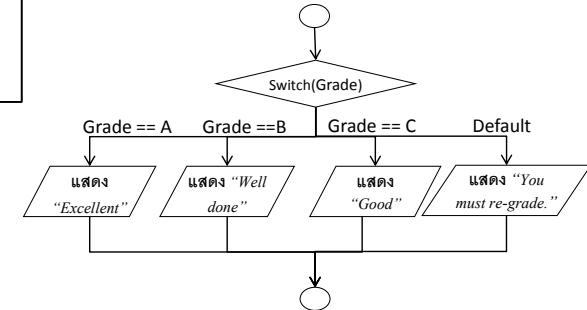 Switch(Grade)
Grade == A
Grade ==B
Grade == C
Default
แสดง
“Excellent”
แสดง “Well
done”
แสดง
“Good”
แสดง “You
must re-grade.”